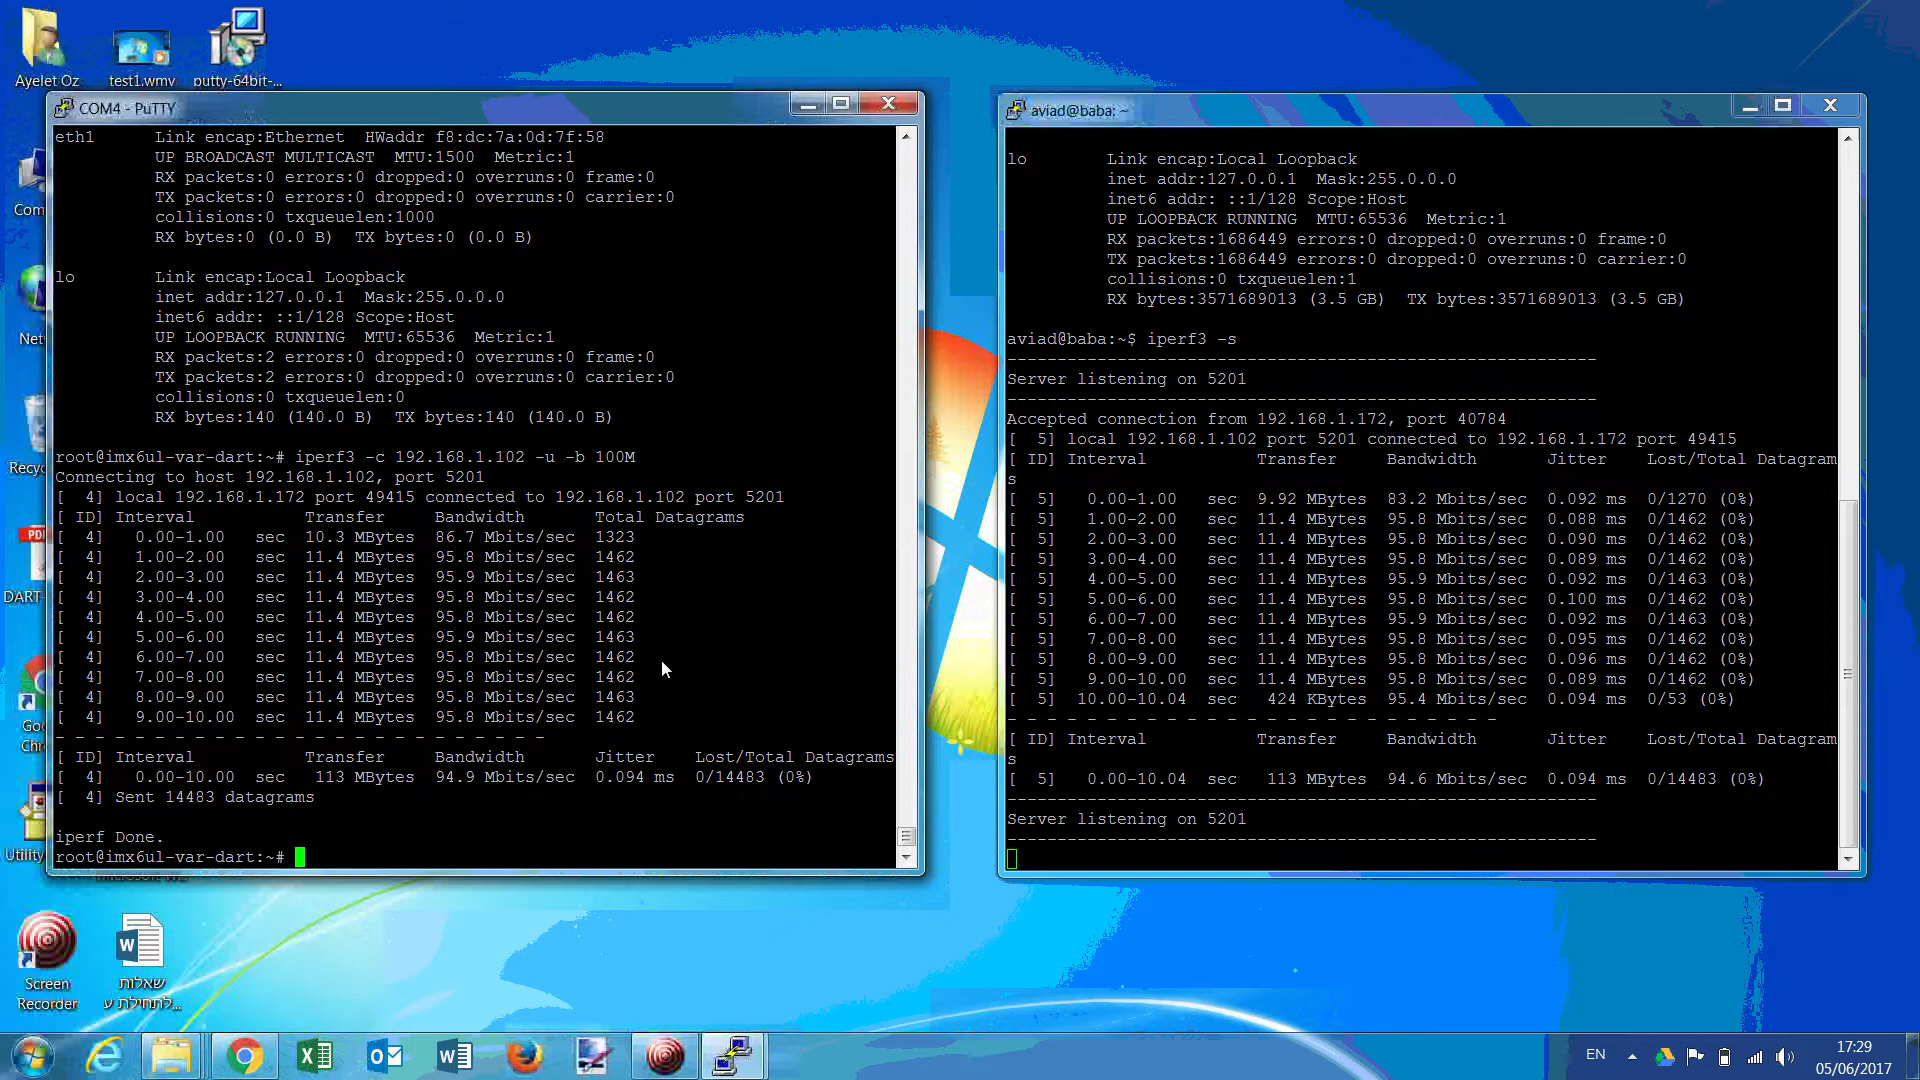 Ayelet Oz
test1.wmv
putty-64bit-...
Com
Net
Recyc
PDF
DART
Goo
Chro
Utility
Screen
Recorder
שאלות
לתחילת ע...
COM4 - PuTTY
eth1      Link encap:Ethernet  HWaddr f8:dc:7a:0d:7f:58
          UP BROADCAST MULTICAST  MTU:1500  Metric:1
          RX packets:0 errors:0 dropped:0 overruns:0 frame:0
          TX packets:0 errors:0 dropped:0 overruns:0 carrier:0
          collisions:0 txqueuelen:1000
          RX bytes:0 (0.0 B)  TX bytes:0 (0.0 B)
lo        Link encap:Local Loopback
          inet addr:127.0.0.1  Mask:255.0.0.0
          inet6 addr: ::1/128 Scope:Host
          UP LOOPBACK RUNNING  MTU:65536  Metric:1
          RX packets:2 errors:0 dropped:0 overruns:0 frame:0
          TX packets:2 errors:0 dropped:0 overruns:0 carrier:0
          collisions:0 txqueuelen:0
          RX bytes:140 (140.0 B)  TX bytes:140 (140.0 B)
root@imx6ul-var-dart:~# iperf3 -c 192.168.1.102 -u -b 100M
Connecting to host 192.168.1.102, port 5201
[  4] local 192.168.1.172 port 49415 connected to 192.168.1.102 port 5201
[ ID] Interval           Transfer     Bandwidth       Total Datagrams
[  4]   0.00-1.00   sec  10.3 MBytes  86.7 Mbits/sec  1323
[  4]   1.00-2.00   sec  11.4 MBytes  95.8 Mbits/sec  1462
[  4]   2.00-3.00   sec  11.4 MBytes  95.9 Mbits/sec  1463
[  4]   3.00-4.00   sec  11.4 MBytes  95.8 Mbits/sec  1462
[  4]   4.00-5.00   sec  11.4 MBytes  95.8 Mbits/sec  1462
[  4]   5.00-6.00   sec  11.4 MBytes  95.9 Mbits/sec  1463
[  4]   6.00-7.00   sec  11.4 MBytes  95.8 Mbits/sec  1462
[  4]   7.00-8.00   sec  11.4 MBytes  95.8 Mbits/sec  1462
[  4]   8.00-9.00   sec  11.4 MBytes  95.8 Mbits/sec  1463
[  4]   9.00-10.00  sec  11.4 MBytes  95.8 Mbits/sec  1462
- - - - - - - - - - - - - - - - - - - - - - - - -
[ ID] Interval           Transfer     Bandwidth       Jitter    Lost/Total Datagrams
[  4]   0.00-10.00  sec   113 MBytes  94.9 Mbits/sec  0.094 ms  0/14483 (0%)
[  4] Sent 14483 datagrams
iperf Done.
root@imx6ul-var-dart:~#
aviad@baba: ~
lo        Link encap:Local Loopback
          inet addr:127.0.0.1  Mask:255.0.0.0
          inet6 addr: ::1/128 Scope:Host
          UP LOOPBACK RUNNING  MTU:65536  Metric:1
          RX packets:1686449 errors:0 dropped:0 overruns:0 frame:0
          TX packets:1686449 errors:0 dropped:0 overruns:0 carrier:0
          collisions:0 txqueuelen:1
          RX bytes:3571689013 (3.5 GB)  TX bytes:3571689013 (3.5 GB)
aviad@baba:~$ iperf3 -s
-----------------------------------------------------------
Server listening on 5201
-----------------------------------------------------------
Accepted connection from 192.168.1.172, port 40784
[  5] local 192.168.1.102 port 5201 connected to 192.168.1.172 port 49415
[ ID] Interval           Transfer     Bandwidth       Jitter    Lost/Total Datagram
s
[  5]   0.00-1.00   sec  9.92 MBytes  83.2 Mbits/sec  0.092 ms  0/1270 (0%)
[  5]   1.00-2.00   sec  11.4 MBytes  95.8 Mbits/sec  0.088 ms  0/1462 (0%)
[  5]   2.00-3.00   sec  11.4 MBytes  95.8 Mbits/sec  0.090 ms  0/1462 (0%)
[  5]   3.00-4.00   sec  11.4 MBytes  95.8 Mbits/sec  0.089 ms  0/1462 (0%)
[  5]   4.00-5.00   sec  11.4 MBytes  95.9 Mbits/sec  0.092 ms  0/1463 (0%)
[  5]   5.00-6.00   sec  11.4 MBytes  95.8 Mbits/sec  0.100 ms  0/1462 (0%)
[  5]   6.00-7.00   sec  11.4 MBytes  95.9 Mbits/sec  0.092 ms  0/1463 (0%)
[  5]   7.00-8.00   sec  11.4 MBytes  95.8 Mbits/sec  0.095 ms  0/1462 (0%)
[  5]   8.00-9.00   sec  11.4 MBytes  95.8 Mbits/sec  0.096 ms  0/1462 (0%)
[  5]   9.00-10.00  sec  11.4 MBytes  95.8 Mbits/sec  0.089 ms  0/1462 (0%)
[  5]  10.00-10.04  sec   424 KBytes  95.4 Mbits/sec  0.094 ms  0/53 (0%)
- - - - - - - - - - - - - - - - - - - - - - - - -
[ ID] Interval           Transfer     Bandwidth       Jitter    Lost/Total Datagram
s
[  5]   0.00-10.04  sec   113 MBytes  94.6 Mbits/sec  0.094 ms  0/14483 (0%)
-----------------------------------------------------------
Server listening on 5201
-----------------------------------------------------------
EN
17:29
05/06/2017